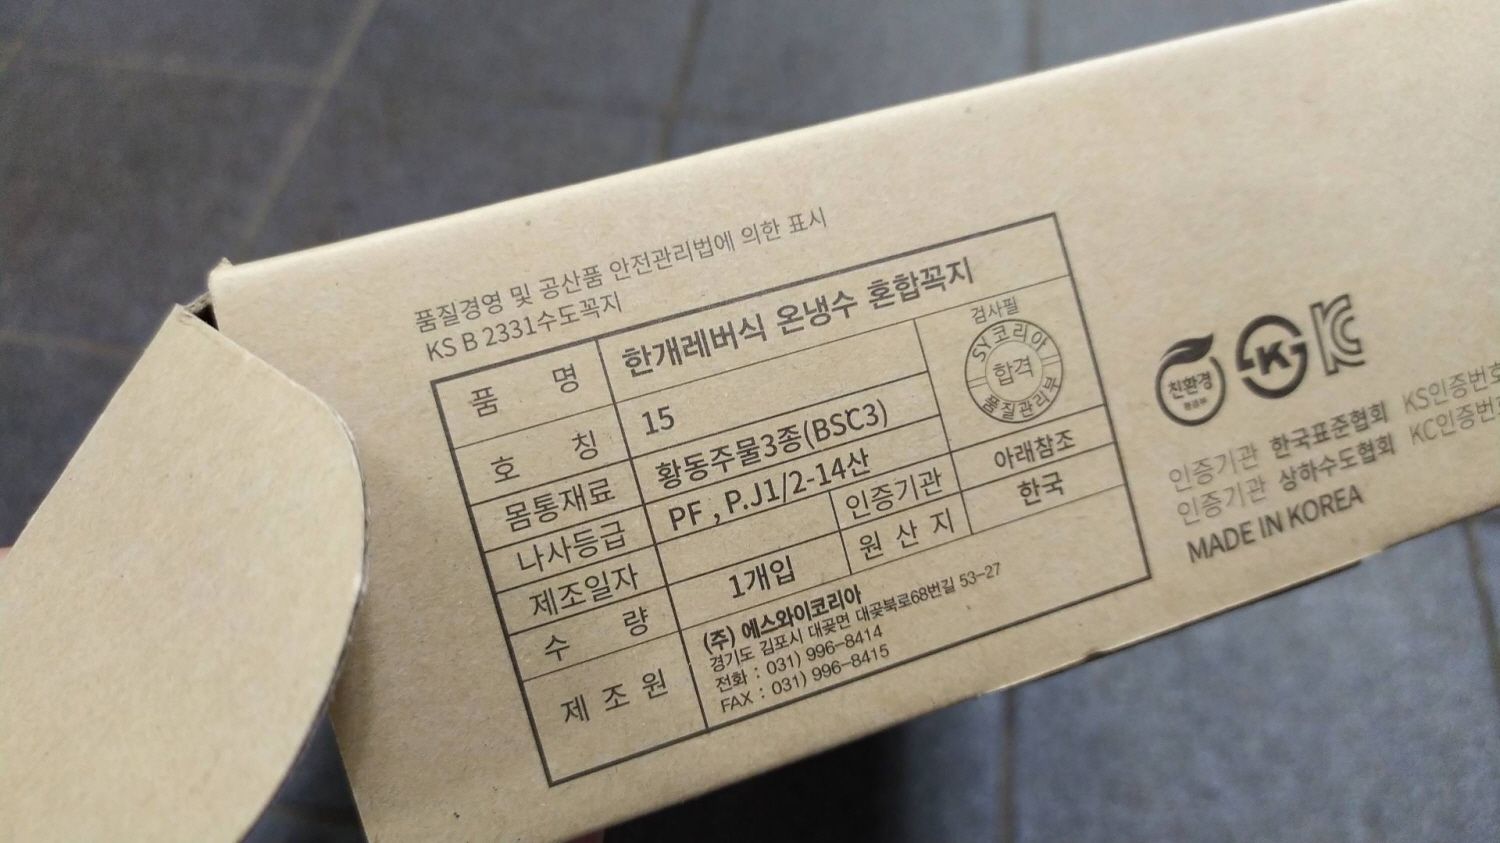 품질경영 및 공산품 안전관리법에 의한 표시
KS B 2331수도꼭지
품 명 한개레버식 온냉수 혼합꼭지
호 칭 15
몸통재료 황동주물3종(BSC3)
나사등급 PF , P.J1/2-14산
제조일자 인증기관 아래참조
수 량 1개입 원 산 지 한국
제 조 원 (주) 에스와이코리아
경기도 김포시 대곶면 대곶북로68번길 53-27
전화 : 031) 996-8414
FAX : 031) 996-8415
검사필
SY코리아
합격
품질관리부
친환경
K
KC
인증기관 한국표준협회 KS인증번호
인증기관 상하수도협회 KC인증번호
MADE IN KOREA